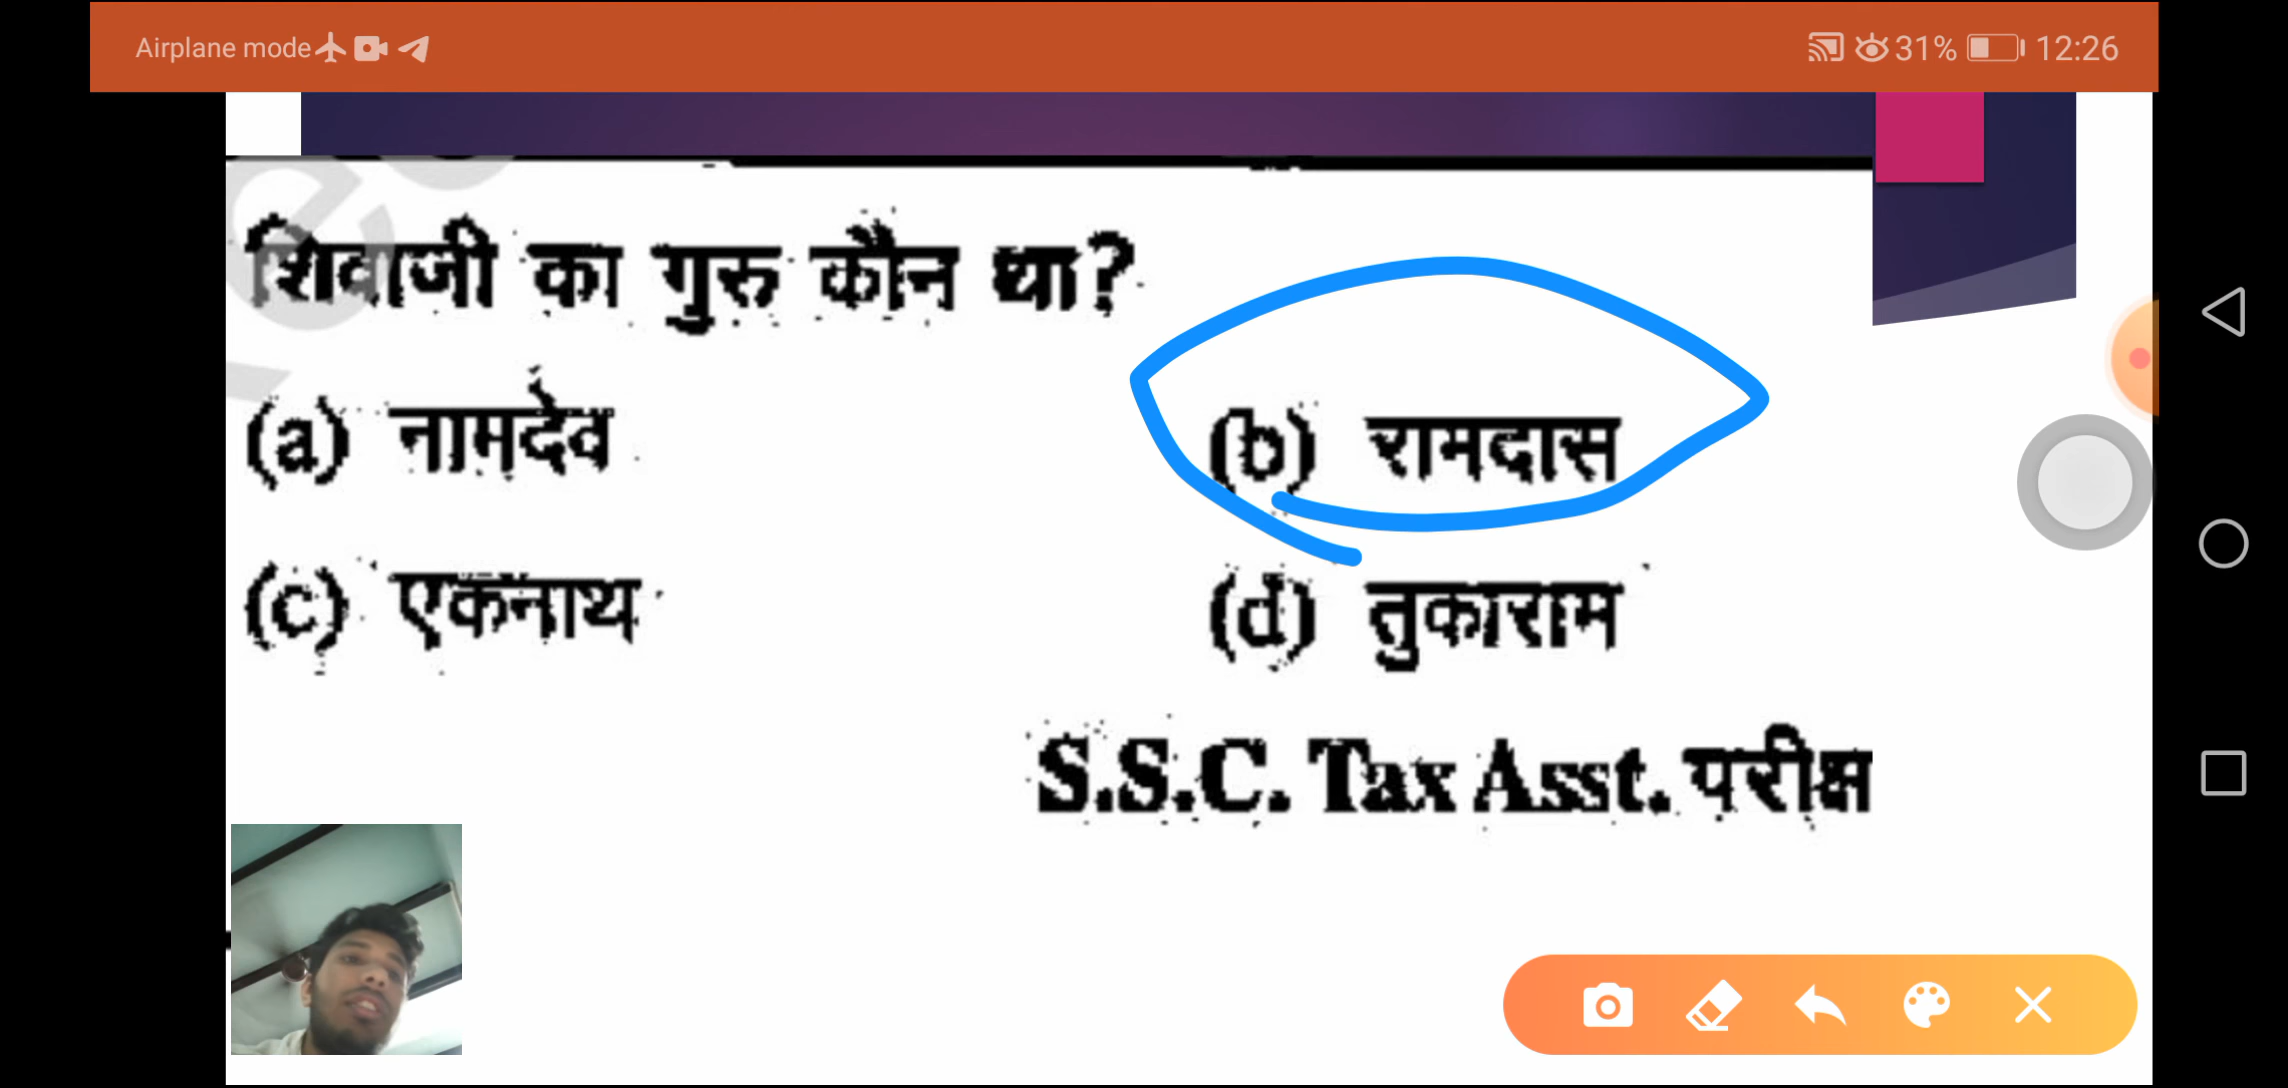 Airplane mode 31% 12:26
शिवाजी का गुरु कौन था?
(a) नामदेव (b) रामदास
(c) एकनाथ (d) तुकाराम
S.S.C. Tax Asst. परीक्ष